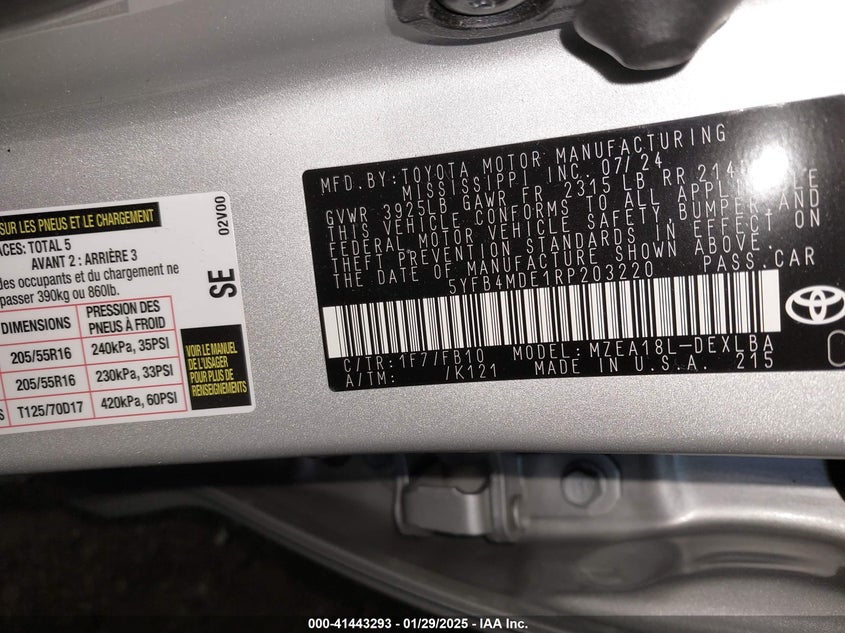 SUR LES PNEUS ET LE CHARGEMENT
ACES: TOTAL 5
AVANT 2 : ARRIÈRE 3
des occupants et du chargement ne
passer 390kg ou 860lb.
02V00
SE
DIMENSIONS
PRESSION DES PNEUS À FROID
205/55R16
240kPa, 35PSI
205/55R16
230kPa, 33PSI
T125/70D17
420kPa, 60PSI
VOIR LE MANUEL
DE L'USAGER
POUR PLUS DE
RENSEIGNEMENTS
MFD.BY:TOYOTA MOTOR MANUFACTURING
MISSISSIPPI INC. 07/24
GVWR 3925LB GAWR FR 2315 LB RR
THIS VEHICLE CONFORMS TO ALL
FEDERAL MOTOR VEHICLE SAFETY, BUMPER AND
THEFT PREVENTION STANDARDS IN EFFECT ON
THE DATE OF MANUFACTURE SHOWN ABOVE.
5YFB4MDE1RP203220 PASS.CAR
C/TR:1F7/FB10 MODEL:MZEA18L-DEXLBA
A/TM: /K121 MADE IN U.S.A. 215
000-41443293 - 01/29/2025 - IAA Inc.